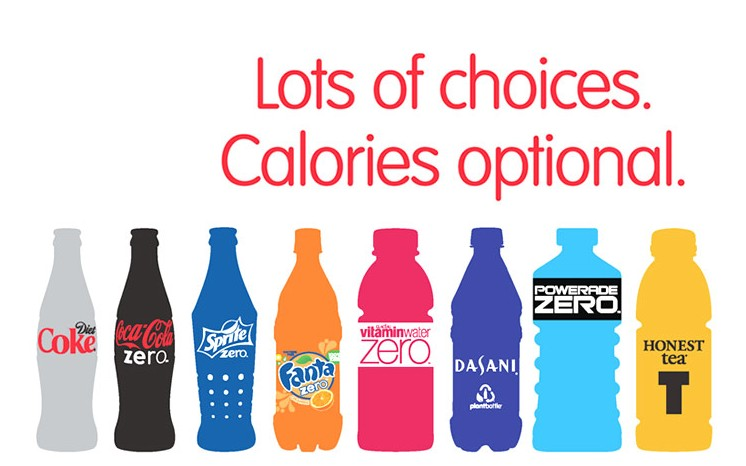 Lots of choices.
Calories optional.
Diet
Coke
Coca-Cola
zero
Sprite
zero
Fanta
zero
vitaminwater
zero
DASANI
plantbottle
POWERADE
ZERO
HONEST
tea
T